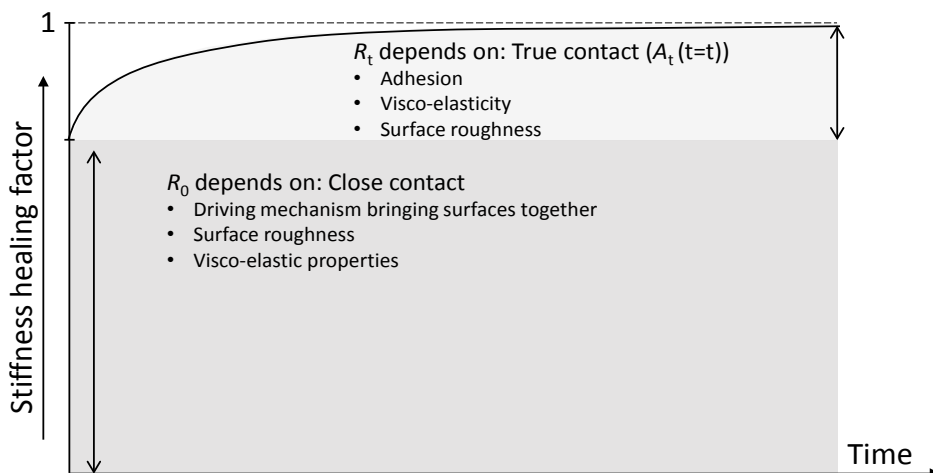 1
R_t depends on: True contact (A_t (t=t))
• Adhesion
• Visco-elasticity
• Surface roughness
R_0 depends on: Close contact
• Driving mechanism bringing surfaces together
• Surface roughness
• Visco-elastic properties
Stiffness healing factor
Time